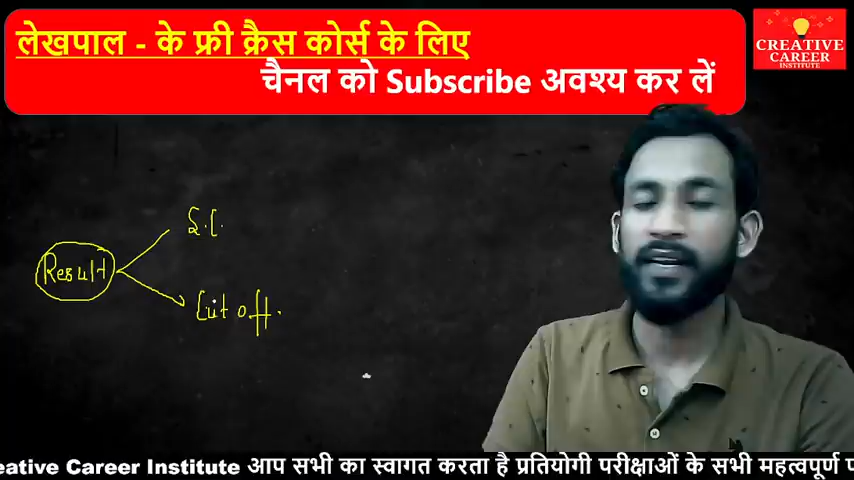 लेखपाल - के फ्री क्रैस कोर्स के लिए
चैनल को Subscribe अवश्य कर लें
CREATIVE
CAREER
INSTITUTE
Result
S.C.
Cut off.
eative Career Institute आप सभी का स्वागत करता है प्रतियोगी परीक्षाओं के सभी महत्वपूर्ण प